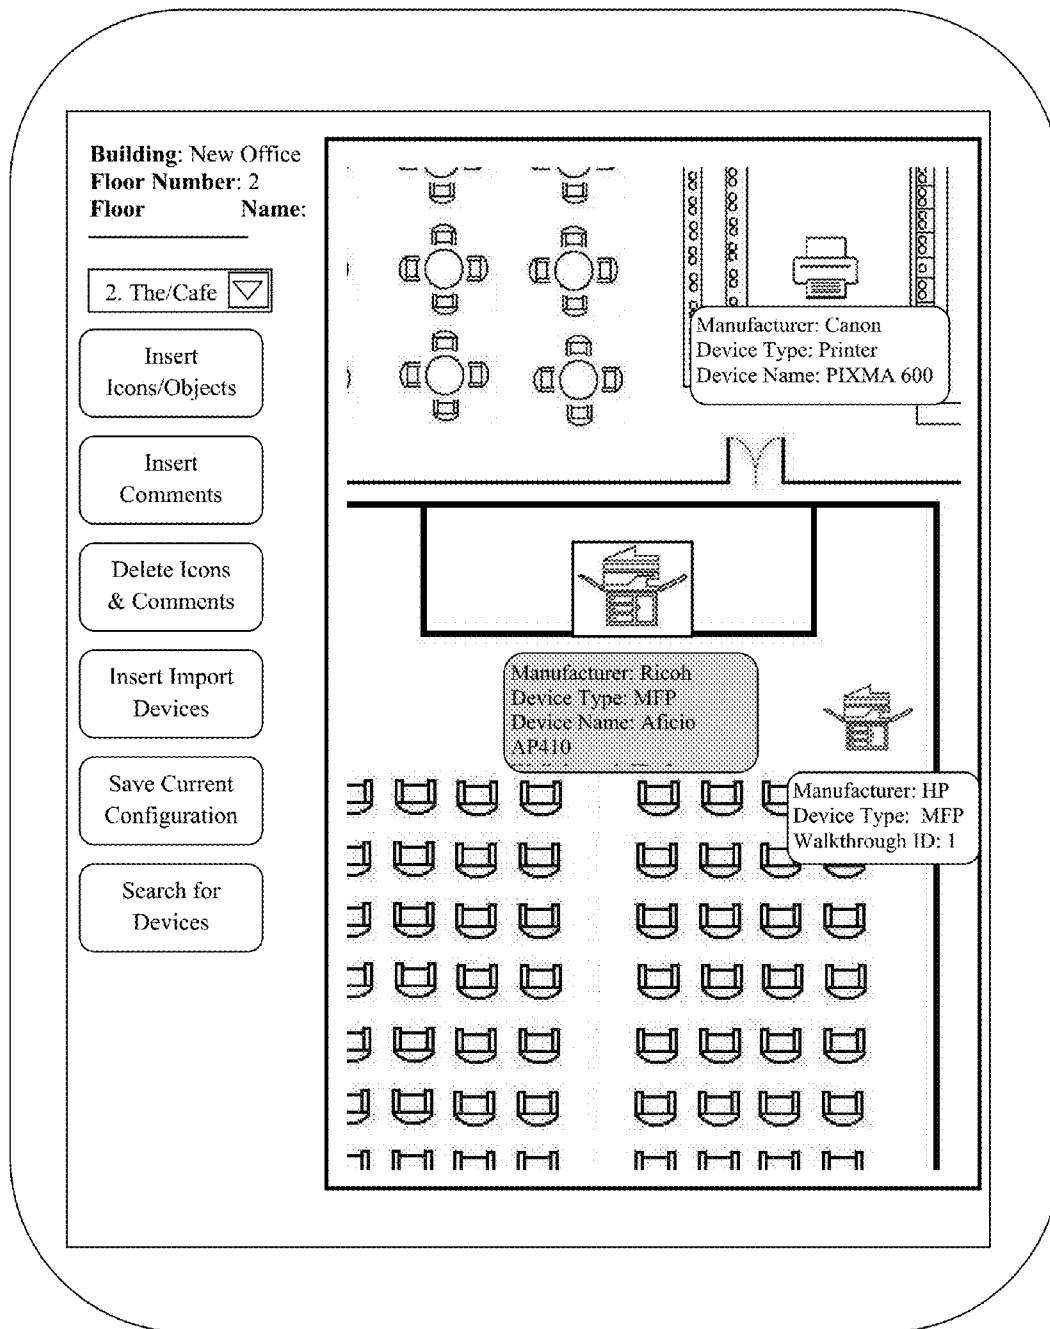 Building: New Office
Floor Number: 2
Floor Name:
2. The/Cafe
Insert
Icons/Objects
Insert
Comments
Delete Icons
& Comments
Insert Import
Devices
Save Current
Configuration
Search for
Devices
Manufacturer: Canon
Device Type: Printer
Device Name: PIXMA 600
Manufacturer: Ricoh
Device Type: MFP
Device Name: Aficio
AP410
Manufacturer: HP
Device Type: MFP
Walkthrough ID: 1